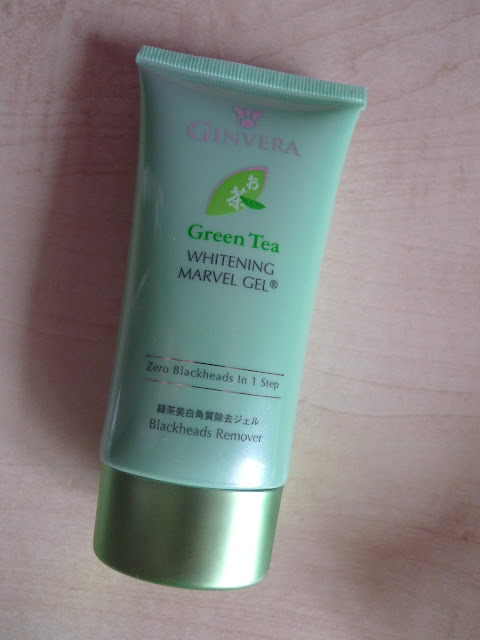 GINVERA
お茶
Green Tea
WHITENING
MARVEL GEL®
Zero Blackheads In 1 Step
緑茶美白角質除去ジェル
Blackheads Remover